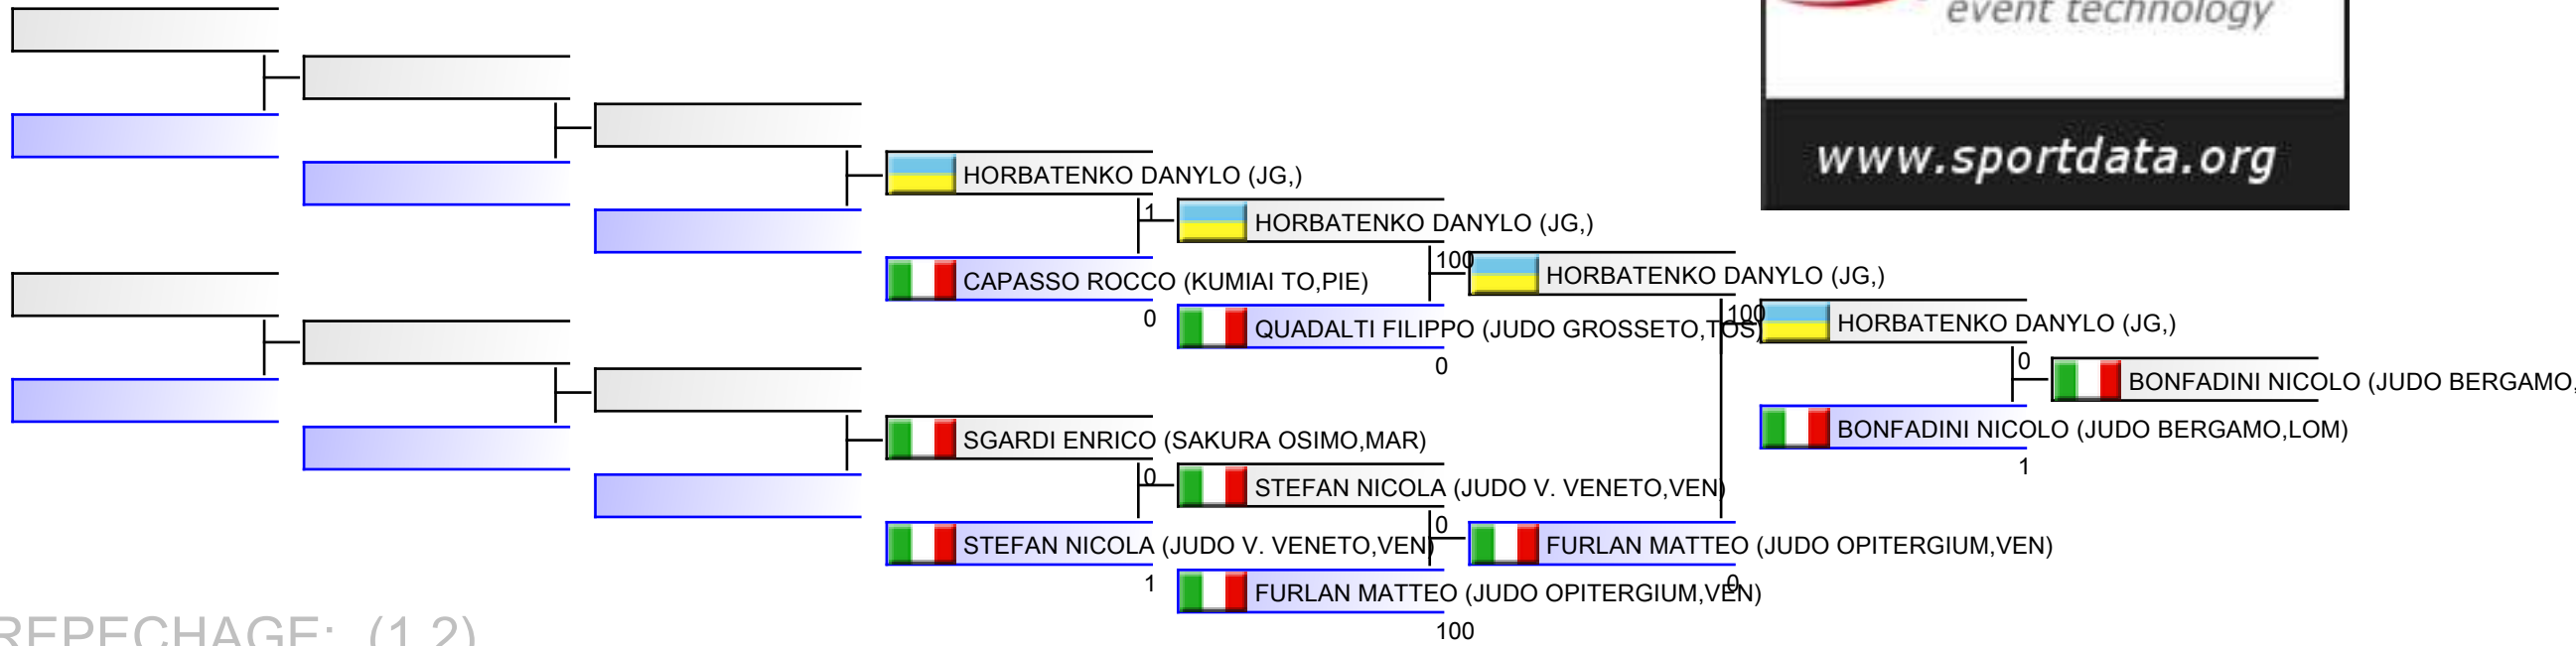 event technology
www.sportdata.org
HORBATENKO DANYLO (JG,)
1
HORBATENKO DANYLO (JG,)
CAPASSO ROCCO (KUMIAI TO,PIE)
0
100
HORBATENKO DANYLO (JG,)
QUADALTI FILIPPO (JUDO GROSSETO,TOS)
0
100
HORBATENKO DANYLO (JG,)
0
BONFADINI NICOLO (JUDO BERGAMO,
BONFADINI NICOLO (JUDO BERGAMO,LOM)
1
SGARDI ENRICO (SAKURA OSIMO,MAR)
0
STEFAN NICOLA (JUDO V. VENETO,VEN)
STEFAN NICOLA (JUDO V. VENETO,VEN)
1
0
FURLAN MATTEO (JUDO OPITERGIUM,VEN)
0
FURLAN MATTEO (JUDO OPITERGIUM,VEN)
100
REPECHAGE: (1,2)